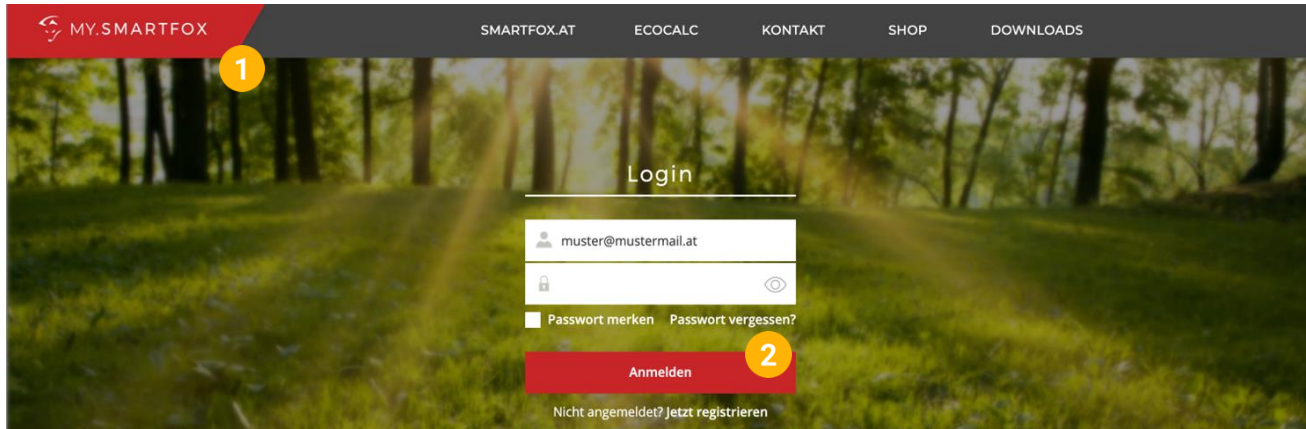 MY.SMARTFOX SMARTFOX.AT ECOCALC KONTAKT SHOP DOWNLOADS
1
Login
muster@mustermail.at
Passwort merken Passwort vergessen?
2
Anmelden
Nicht angemeldet? Jetzt registrieren